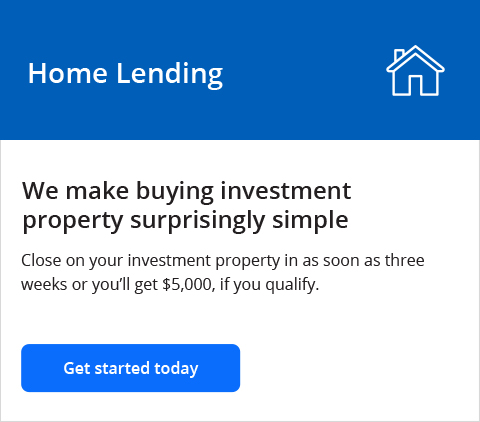 Home Lending
We make buying investment
property surprisingly simple
Close on your investment property in as soon as three
weeks or you’ll get $5,000, if you qualify.
Get started today